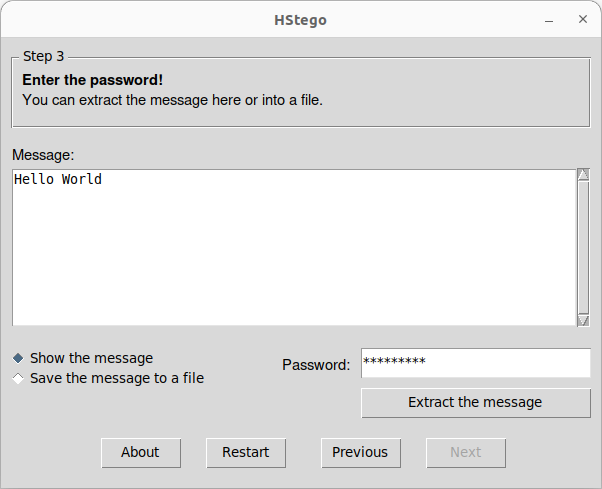 HStego
Step 3
Enter the password!
You can extract the message here or into a file.
Message:
Hello World
Show the message
Save the message to a file
Password: *********
Extract the message
About Restart Previous Next